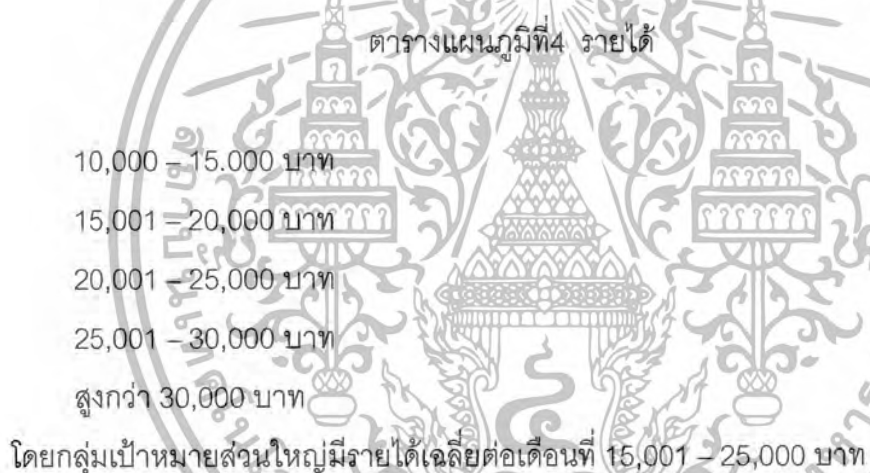 ตารางแผนภูมิที่4 รายได้
10,000 – 15.000 บาท
15,001 – 20,000 บาท
20,001 – 25,000 บาท
25,001 – 30,000 บาท
สูงกว่า 30,000 บาท
โดยกลุ่มเป้าหมายส่วนใหญ่มีรายได้เฉลี่ยต่อเดือนที่ 15,001 – 25,000 บาท